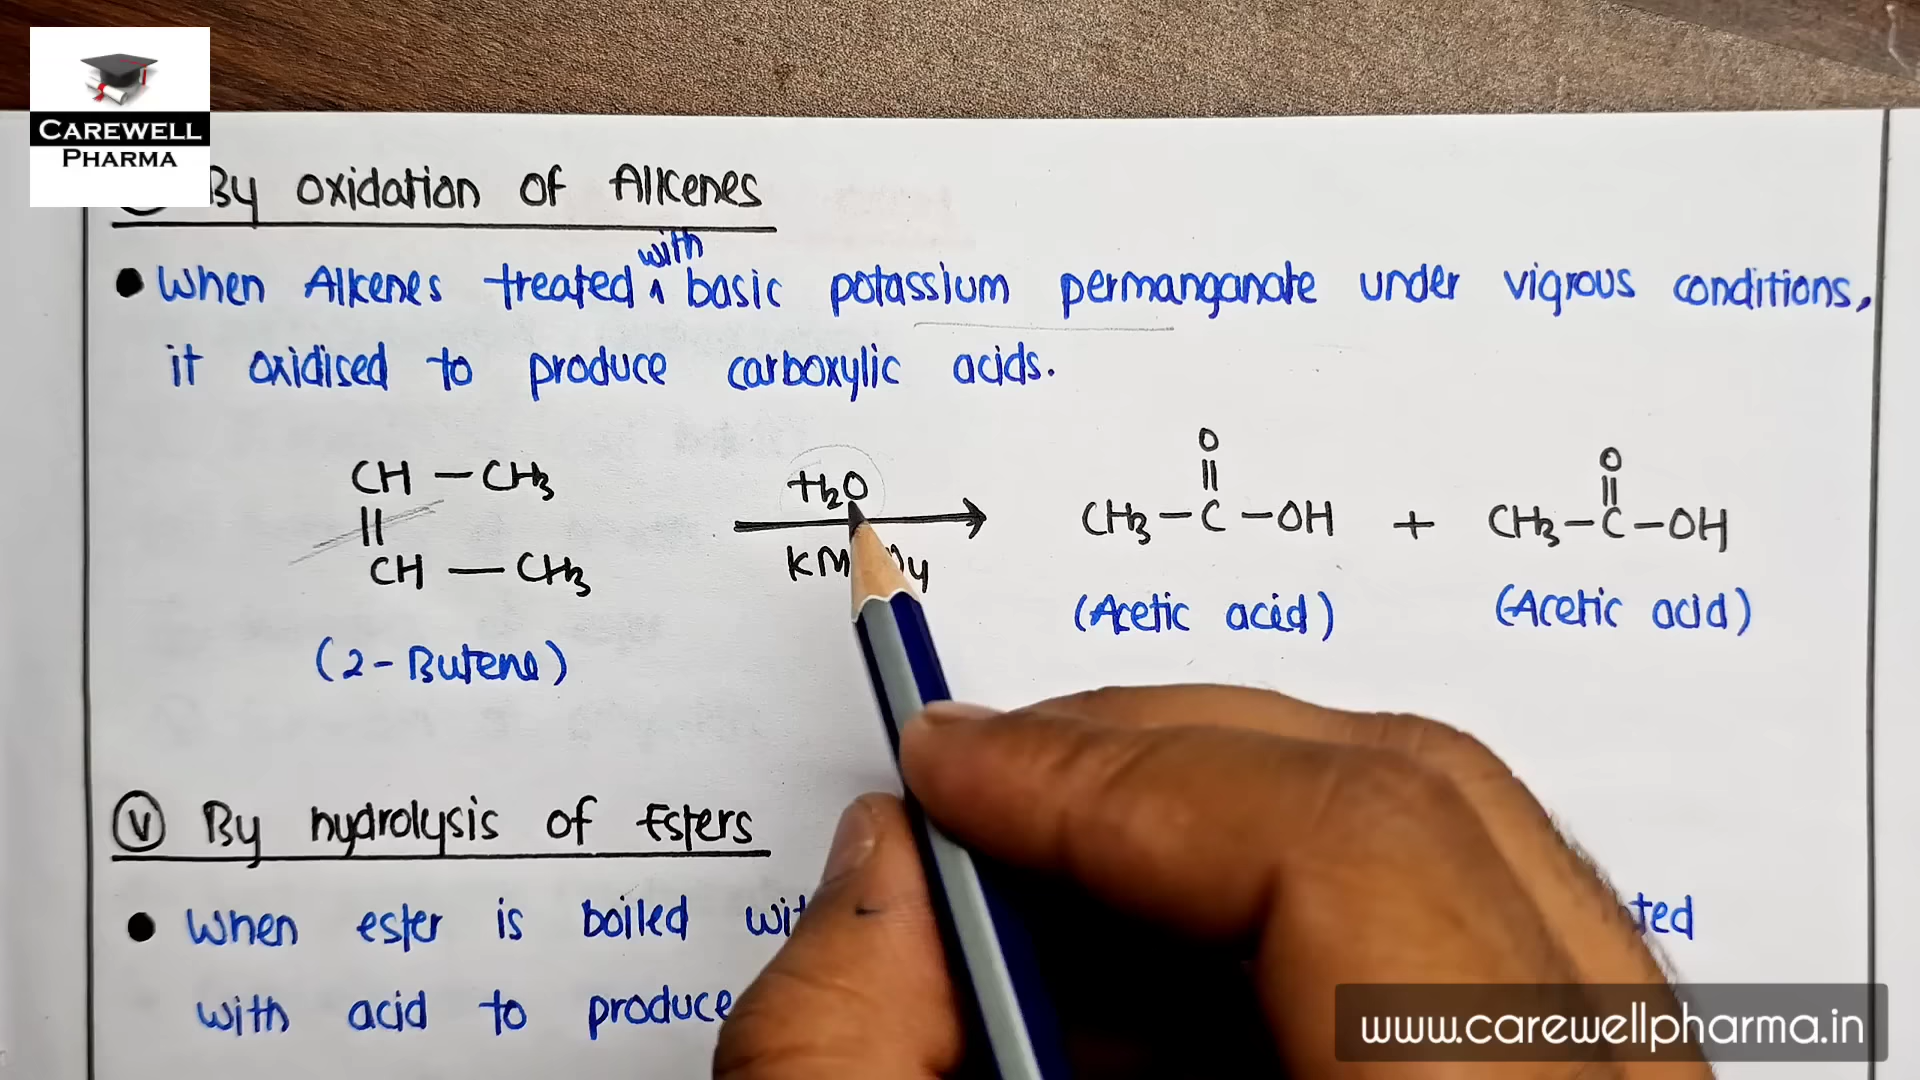 CAREWELL
PHARMA
By oxidation of Alkenes
with
When Alkenes treated ^ basic potassium permanganate under vigrous conditions,
it oxidised to produce carboxylic acids.
O
O
CH - CH3
H2O
||
||
CH3 - C - OH + CH3 - C - OH
||
CH - CH3
(Acetic acid) (Acetic acid)
(2-Butene)
V By hydrolysis of Esters
When ester is boiled
with acid to produce
www.carewellpharma.in